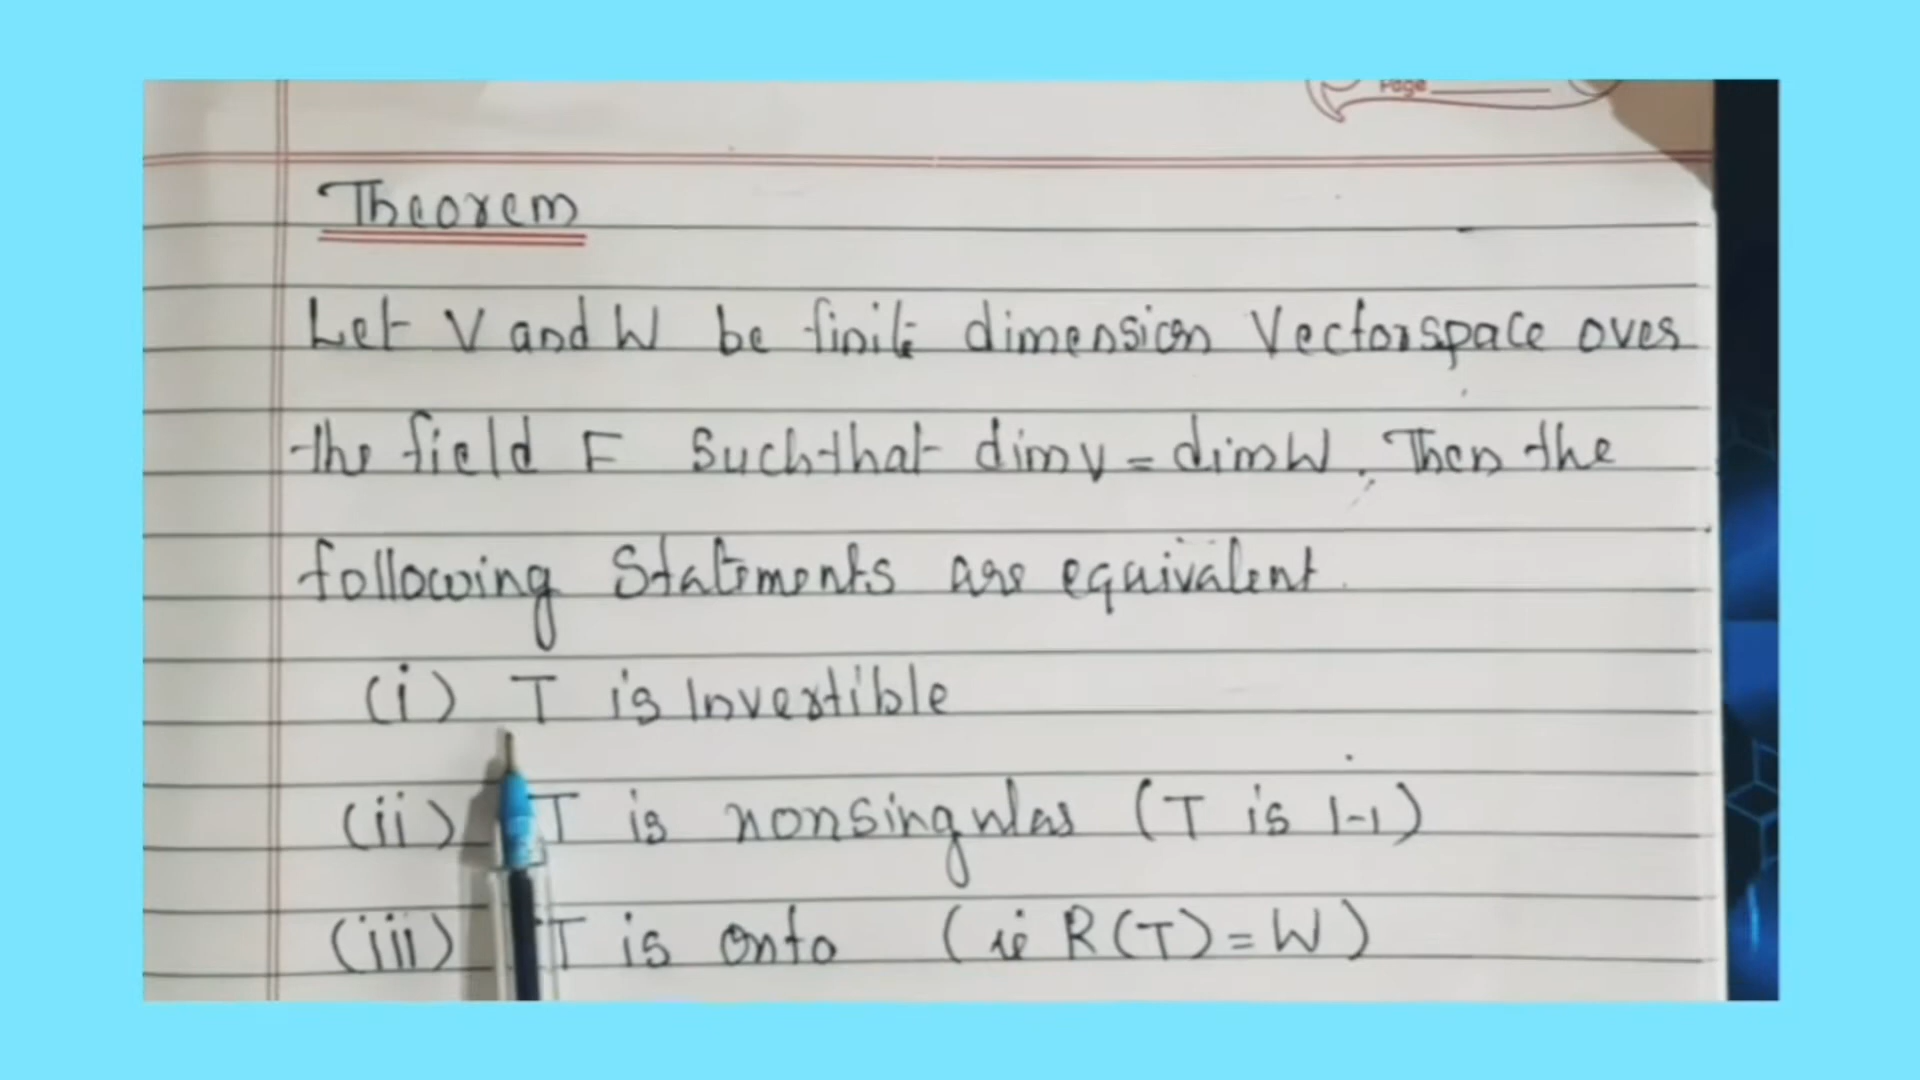 Page
Theorem
Let V and W be finite dimension Vectorspace over
the field F Such that dim V = dim W. Then the
following Statements are equivalent.
(i) T is Invertible
(ii) T is nonsingular (T is 1-1)
(iii) T is onto (ie R(T) = W)